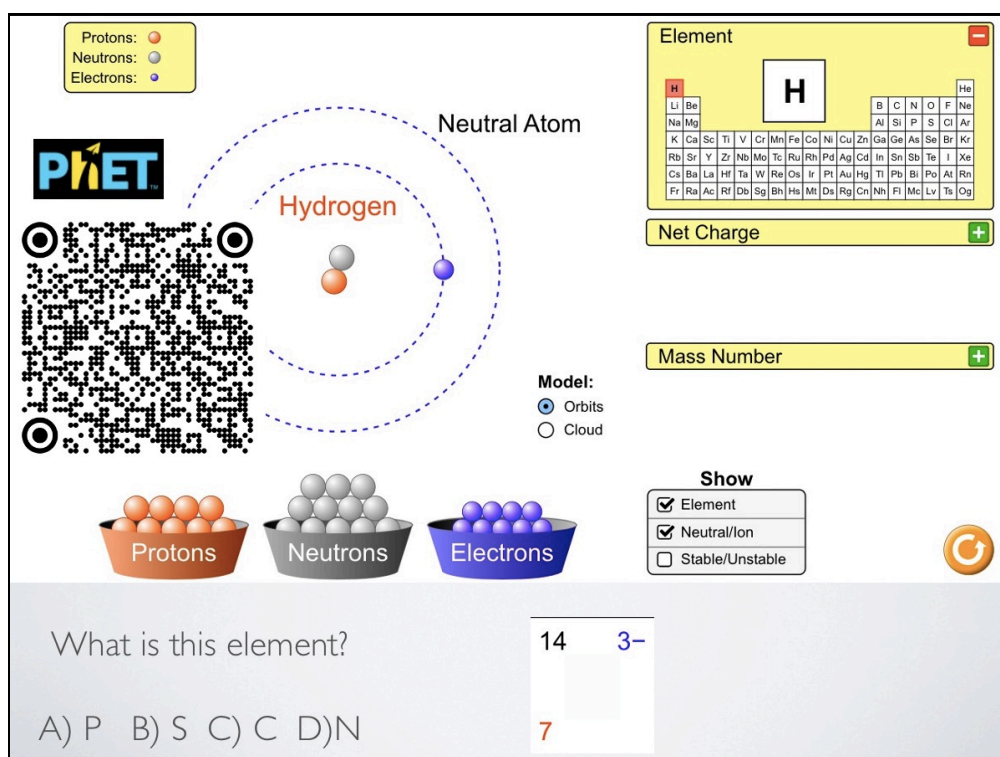 Protons:
Neutrons:
Electrons:
PhET
TM
Neutral Atom
Hydrogen
Element
H
H He
Li Be B C N O F Ne
Na Mg Al Si P S Cl Ar
K Ca Sc Ti V Cr Mn Fe Co Ni Cu Zn Ga Ge As Se Br Kr
Rb Sr Y Zr Nb Mo Tc Ru Rh Pd Ag Cd In Sn Sb Te I Xe
Cs Ba La Hf Ta W Re Os Ir Pt Au Hg Tl Pb Bi Po At Rn
Fr Ra Ac Rf Db Sg Bh Hs Mt Ds Rg Cn Nh Fl Mc Lv Ts Og
Net Charge
Mass Number
Model:
Orbits
Cloud
Protons
Neutrons
Electrons
Show
Element
Neutral/Ion
Stable/Unstable
What is this element?
A) P B) S C) C D)N
14 3−
7